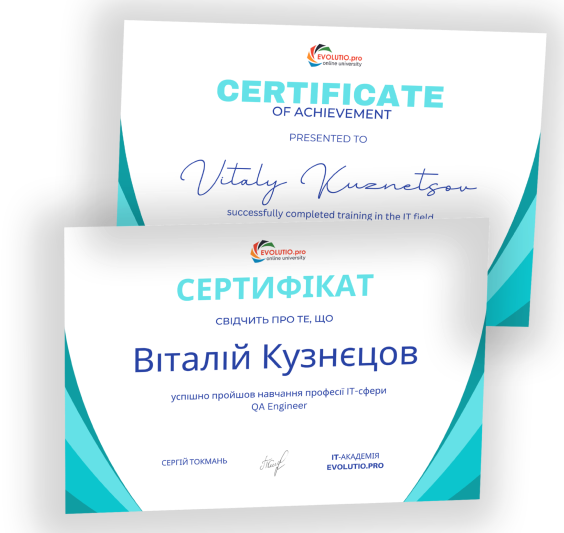 EVOLUTIO.pro
online university
CERTIFICATE
OF ACHIEVEMENT
PRESENTED TO
Vitaly Kuznetsov
successfully completed training in the IT field
EVOLUTIO.pro
online university
СЕРТИФІКАТ
СВІДЧИТЬ ПРО ТЕ, ЩО
Віталій Кузнєцов
успішно пройшов навчання професії ІТ-сфери
QA Engineer
СЕРГІЙ ТОКМАНЬ
ІТ-АКАДЕМІЯ
EVOLUTIO.PRO